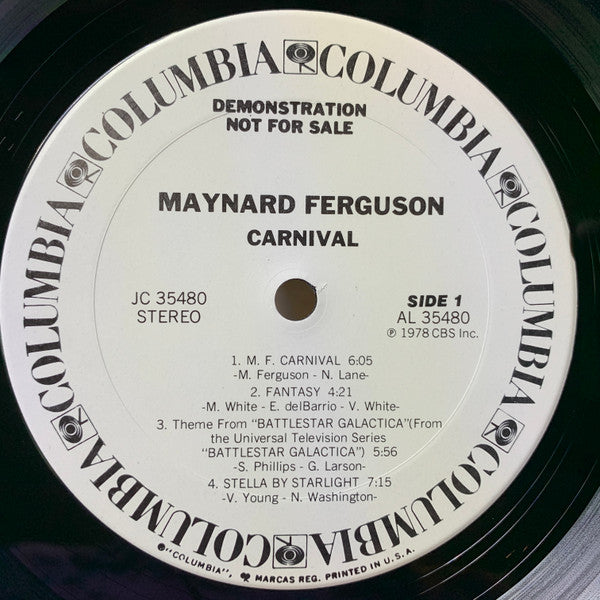 COLUMBIA COLUMBIA COLUMBIA COLUMBIA COLUMBIA COLUMBIA COLUMBIA COLUMBIA
DEMONSTRATION
NOT FOR SALE
MAYNARD FERGUSON
CARNIVAL
JC 35480
STEREO
SIDE 1
AL 35480
℗ 1978 CBS Inc.
1. M. F. CARNIVAL 6:05
-M. Ferguson - N. Lane-
2. FANTASY 4:21
-M. White - E. delBarrio - V. White-
3. Theme From "BATTLESTAR GALACTICA"(From
the Universal Television Series
"BATTLESTAR GALACTICA") 5:56
-S. Phillips - G. Larson-
4. STELLA BY STARLIGHT 7:15
-V. Young - N. Washington-
"COLUMBIA", MARCAS REG. PRINTED IN U.S.A.